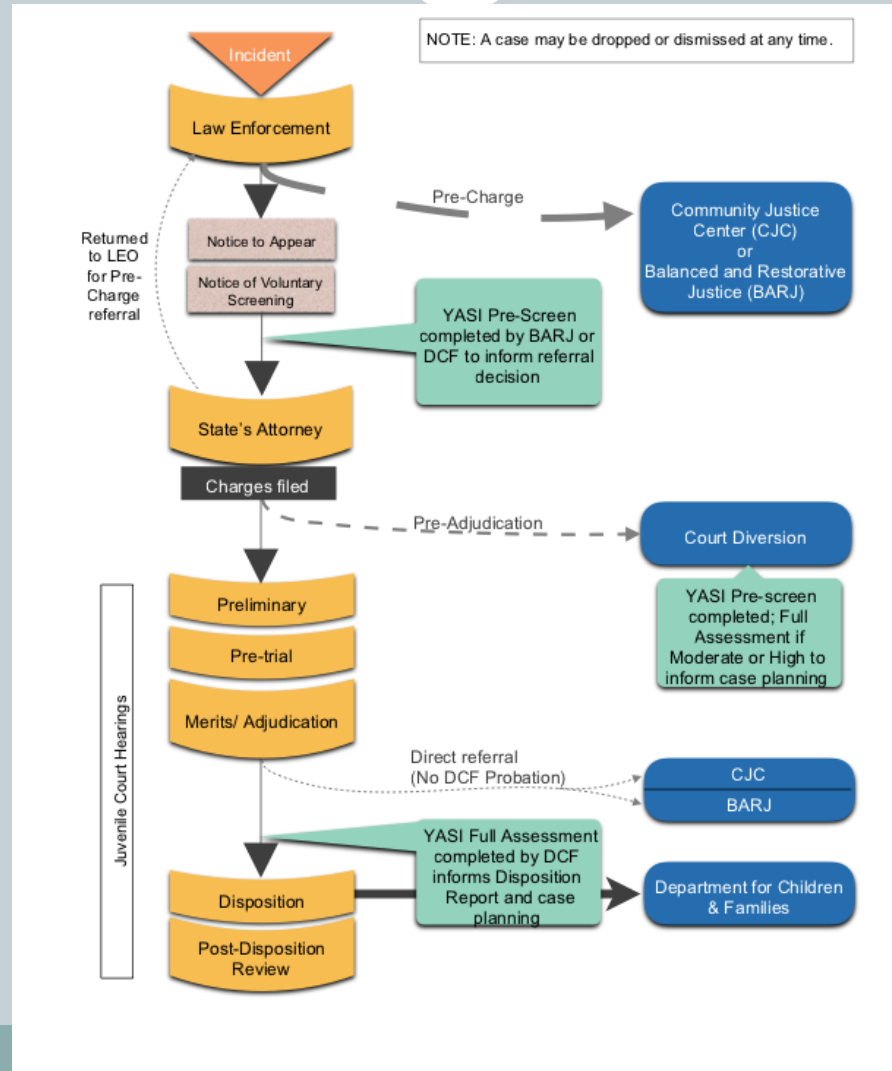 NOTE: A case may be dropped or dismissed at any time.
Incident
Law Enforcement
Pre-Charge
Community Justice
Center (CJC)
or
Balanced and Restorative
Justice (BARJ)
Returned
to LEO
for Pre-
Charge
referral
Notice to Appear
Notice of Voluntary
Screening
YASI Pre-Screen
completed by BARJ or
DCF to inform referral
decision
State's Attorney
Charges filed
Pre-Adjudication
Court Diversion
YASI Pre-screen
completed; Full
Assessment if
Moderate or High to
inform case planning
Juvenile Court Hearings
Preliminary
Pre-trial
Merits/ Adjudication
Direct referral
(No DCF Probation)
CJC
BARJ
YASI Full Assessment
completed by DCF
informs Disposition
Report and case
planning
Disposition
Department for Children
& Families
Post-Disposition
Review